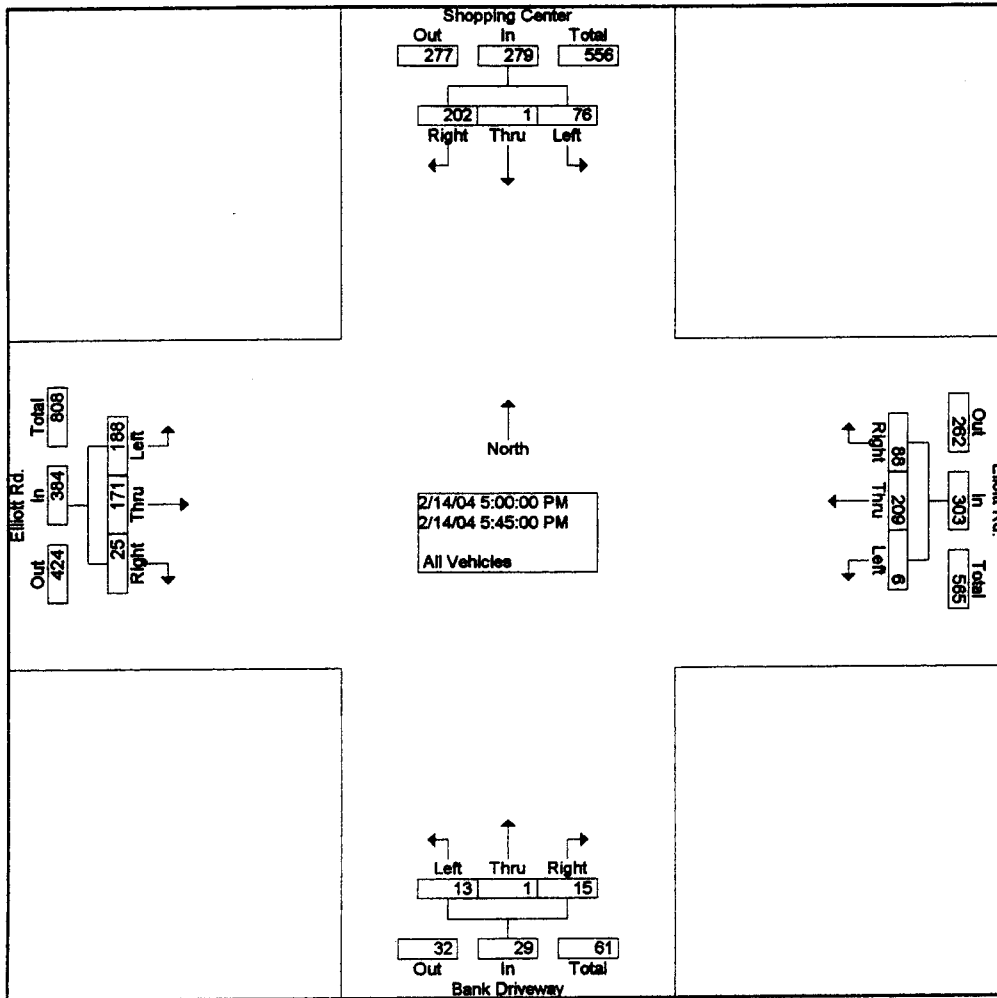 Shopping Center
Out In Total
277 279 556
202 1 76
Right Thru Left
Elliott Rd.
Total In Out
808 384 424
188 171 25
Left Thru Right
North
2/14/04 5:00:00 PM
2/14/04 5:45:00 PM
All Vehicles
Right Thru Left
88 209 6
Out In Total
262 303 565
Left Thru Right
13 1 15
32 29 61
Out In Total
Bank Driveway